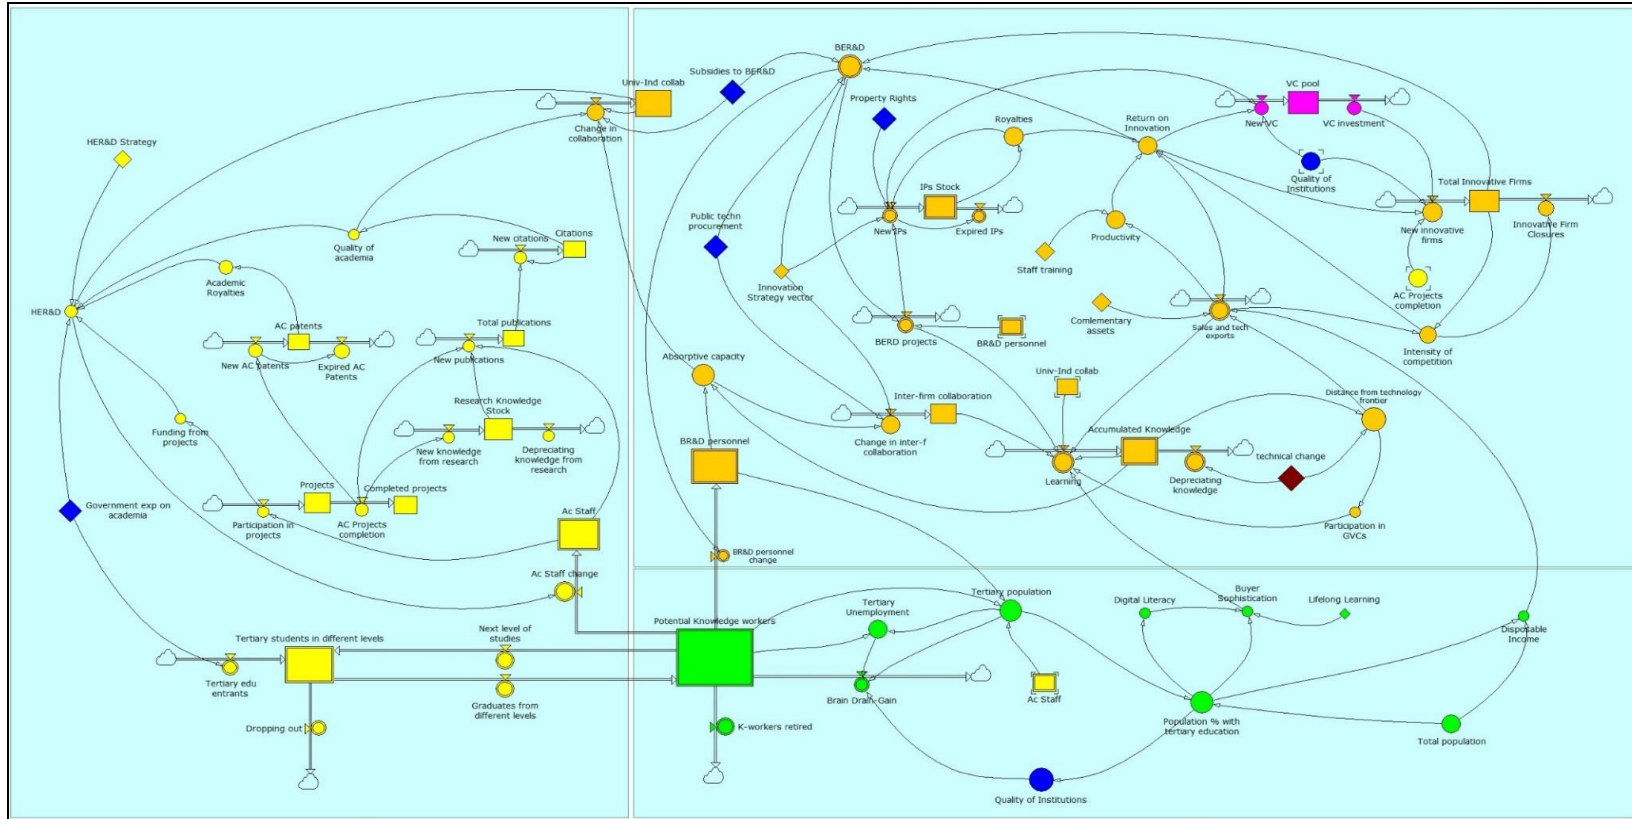 HER&D Strategy
Univ-Ind collab
Change in
collaboration
Quality of
academia
New citations
Citations
Academic
Royalties
HER&D
AC patents
New AC patents
Expired AC
Patents
Total publications
New publications
Research Knowledge
Stock
New knowledge
from research
Depreciating
knowledge from
research
Funding from
projects
Projects
Completed projects
Participation in
projects
AC Projects
completion
Government exp on
academia
Ac Staff
Ac Staff change
Tertiary students in different levels
Tertiary edu
entrants
Dropping out
Next level of
studies
Graduates from
different levels
BER&D
Subsidies to BER&D
Property Rights
Royalties
Return on
Innovation
VC pool
New VC
VC investment
Quality of
Institutions
Total Innovative Firms
New innovative
firms
Innovative Firm
Closures
AC Projects
completion
IPs Stock
New IPs
Expired IPs
Public techn
procurement
Innovation
Strategy vector
Productivity
Staff training
Comlementary
assets
Sales and tech
exports
Intensity of
competition
BERD projects
BR&D personnel
Absorptive capacity
Univ-Ind collab
Inter-firm collaboration
Change in inter-f
collaboration
Distance from technology
frontier
Accumulated Knowledge
Learning
Depreciating
knowledge
technical change
Participation in
GVCs
BR&D personnel
BR&D personnel
change
Potential Knowledge workers
Tertiary
Unemployment
Tertiary population
Brain Drain-Gain
Ac Staff
K-workers retired
Digital Literacy
Buyer
Sophistication
Lifelong Learning
Disposable
Income
Population % with
tertiary education
Total population
Quality of Institutions